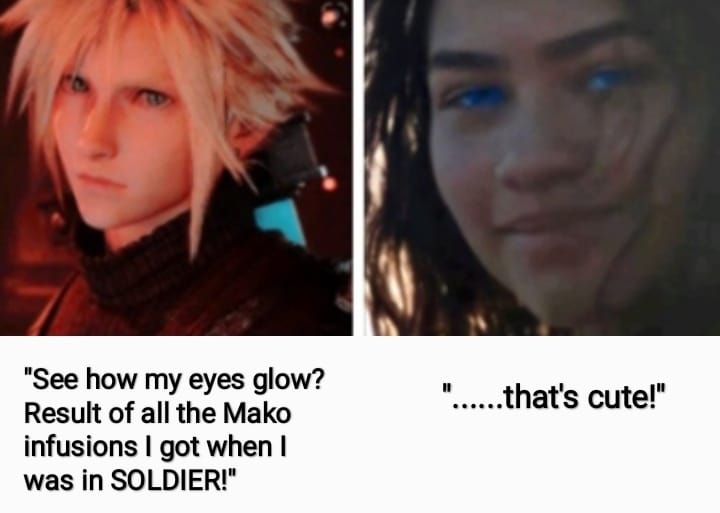 "See how my eyes glow?
Result of all the Mako
infusions I got when I
was in SOLDIER!"
"......that's cute!"